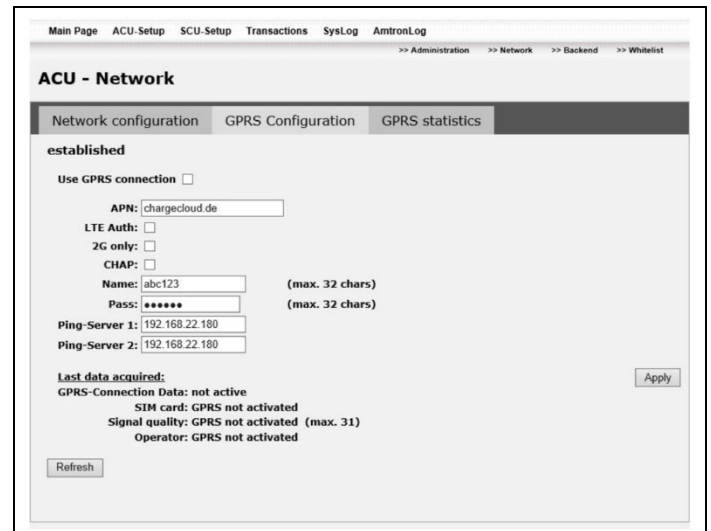 Main Page ACU-Setup SCU-Setup Transactions SysLog AmtronLog
>> Administration >> Network >> Backend >> Whitelist
ACU - Network
Network configuration GPRS Configuration GPRS statistics
established
Use GPRS connection
APN: chargecloud.de
LTE Auth:
2G only:
CHAP:
Name: abc123 (max. 32 chars)
Pass: ●●●●●● (max. 32 chars)
Ping-Server 1: 192.168.22.180
Ping-Server 2: 192.168.22.180
Last data acquired:
Apply
GPRS-Connection Data: not active
SIM card: GPRS not activated
Signal quality: GPRS not activated (max. 31)
Operator: GPRS not activated
Refresh